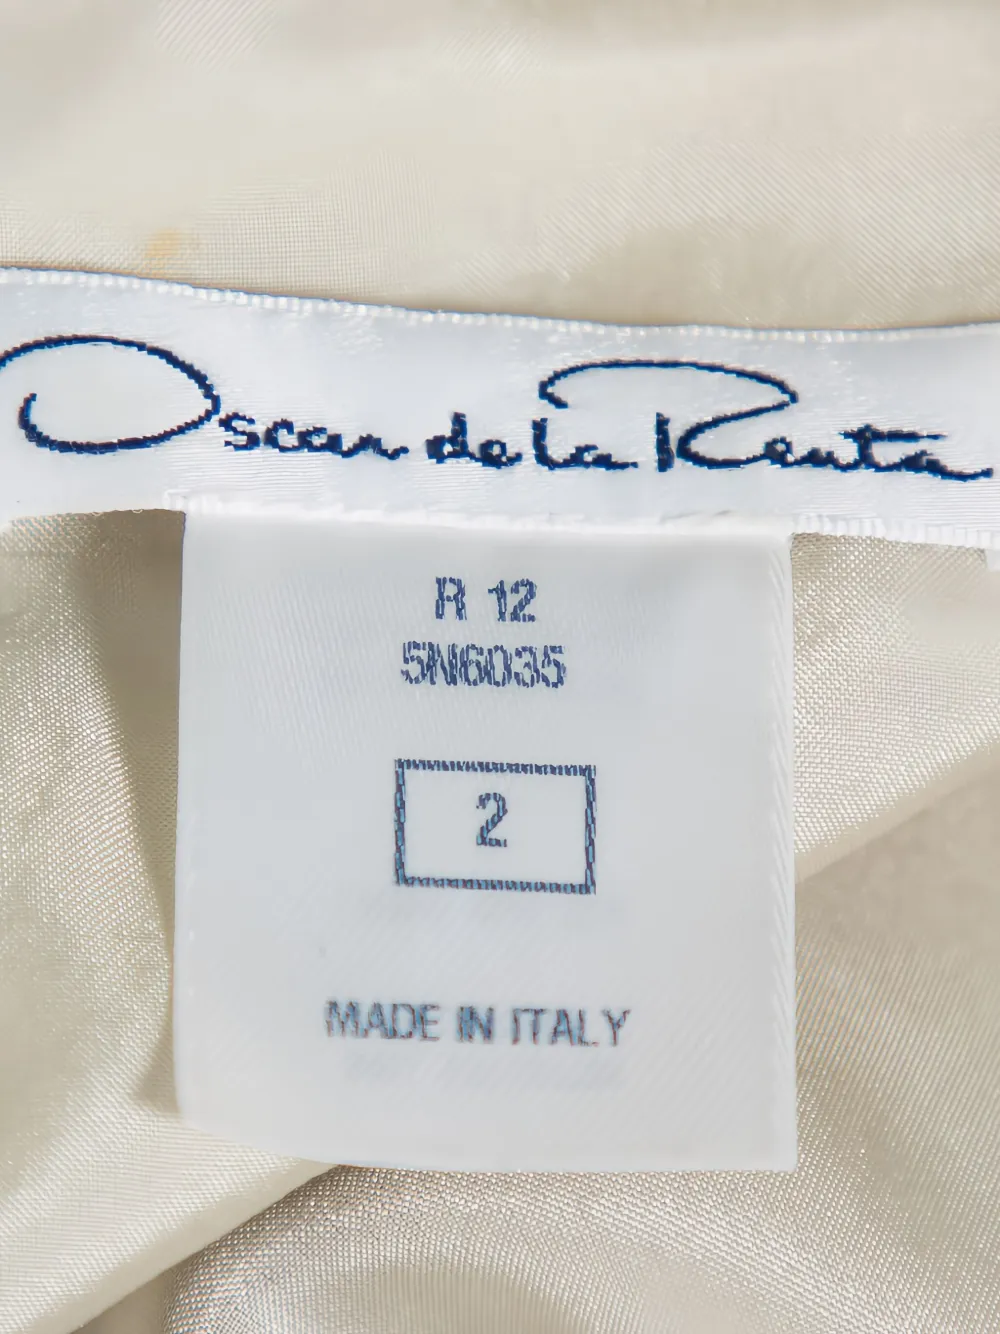 Oscar de la Renta
R 12
5N6035
2
MADE IN ITALY